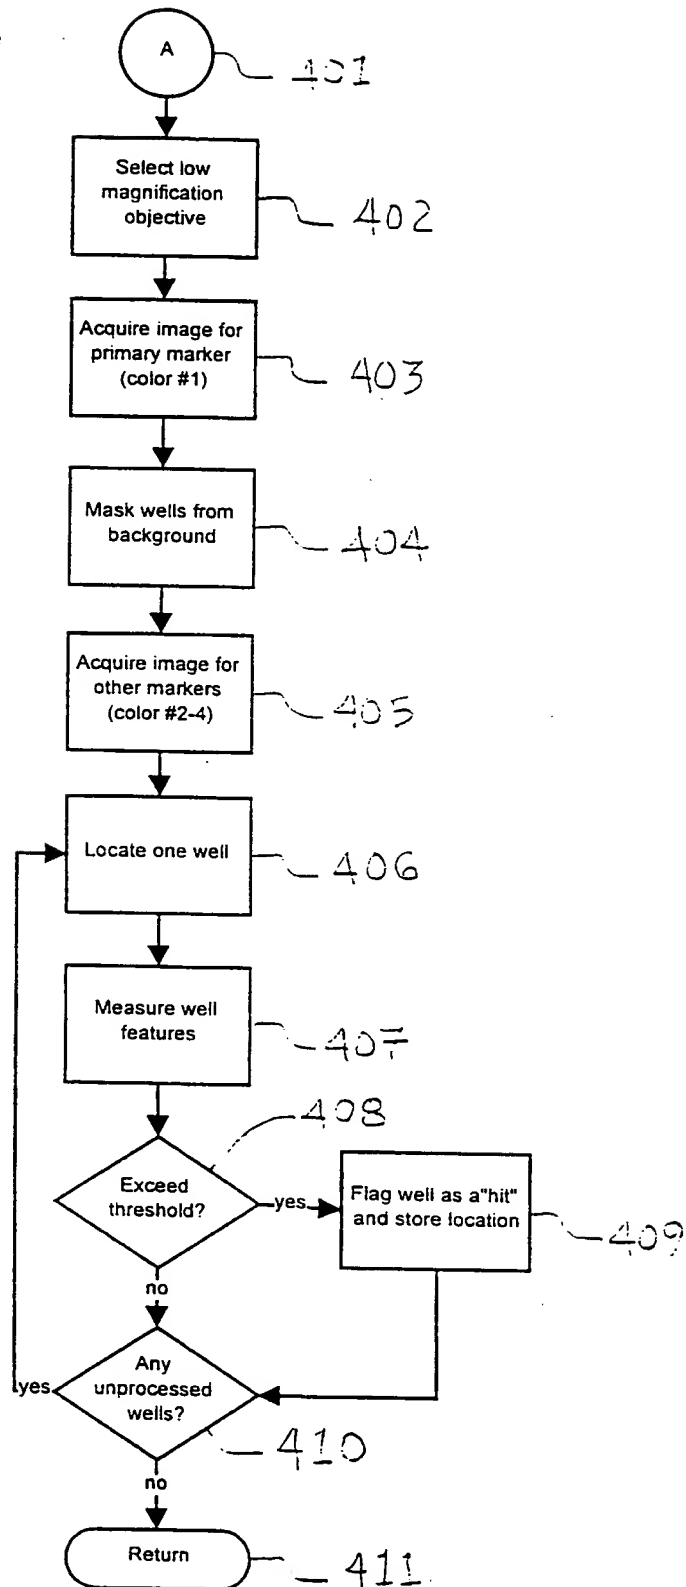 A
401
Select low
magnification
objective
402
Acquire image for
primary marker
(color #1)
403
Mask wells from
background
404
Acquire image for
other markers
(color #2-4)
405
Locate one well
406
Measure well
features
407
408
Exceed
threshold?
yes
Flag well as a"hit"
and store location
409
no
Any
unprocessed
wells?
yes
410
no
Return
411